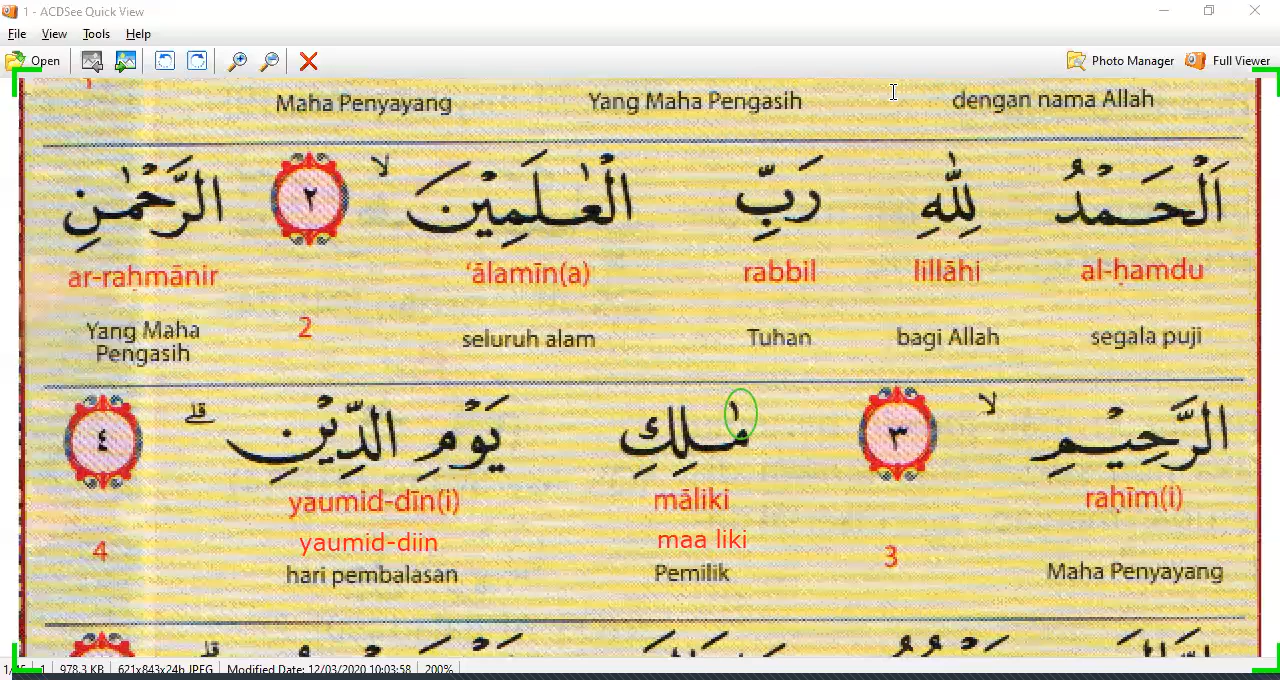 1 - ACDSee Quick View
File View Tools Help
Open Photo Manager Full Viewer
1
Maha Penyayang Yang Maha Pengasih dengan nama Allah
اَلْحَمْدُ لِلّٰهِ رَبِّ الْعٰلَمِيْنَ ۙ ٢ الرَّحْمٰنِ
ar-raḥmānir ‘ālamīn(a) rabbil lillāhi al-ḥamdu
Yang Maha Pengasih 2 seluruh alam Tuhan bagi Allah segala puji
الرَّحِيْمِ ۙ ٣ مٰلِكِ يَوْمِ الدِّيْنِ ۗ ٤
yaumid-dīn(i) māliki raḥīm(i)
yaumid-diin maa liki
4 hari pembalasan Pemilik 3 Maha Penyayang
1 978.3 KB 621x843x24b JPEG Modified Date: 12/03/2020 10:03:58 200%